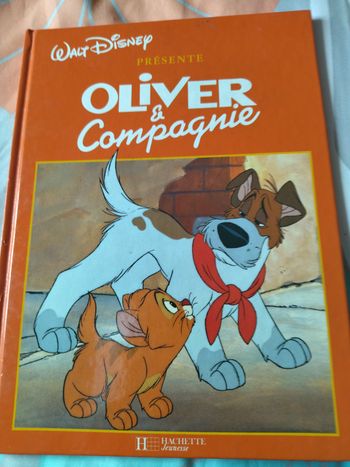 WALT DISNEY
PRÉSENTE
OLIVER
&
Compagnie
H HACHETTE
Jeunesse